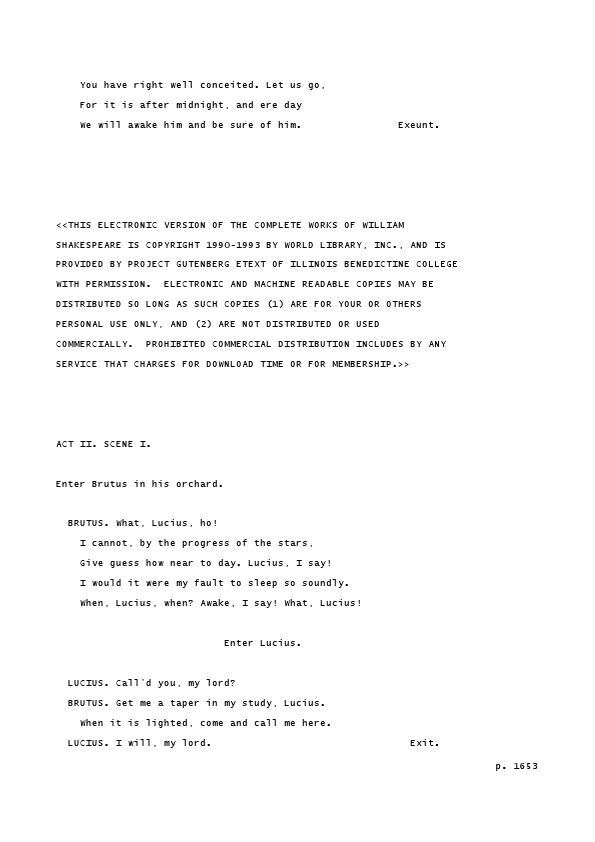 You have right well conceited. Let us go,
For it is after midnight, and ere day
We will awake him and be sure of him. Exeunt.
<<THIS ELECTRONIC VERSION OF THE COMPLETE WORKS OF WILLIAM
SHAKESPEARE IS COPYRIGHT 1990-1993 BY WORLD LIBRARY, INC., AND IS
PROVIDED BY PROJECT GUTENBERG ETEXT OF ILLINOIS BENEDICTINE COLLEGE
WITH PERMISSION.  ELECTRONIC AND MACHINE READABLE COPIES MAY BE
DISTRIBUTED SO LONG AS SUCH COPIES (1) ARE FOR YOUR OR OTHERS
PERSONAL USE ONLY, AND (2) ARE NOT DISTRIBUTED OR USED
COMMERCIALLY.  PROHIBITED COMMERCIAL DISTRIBUTION INCLUDES BY ANY
SERVICE THAT CHARGES FOR DOWNLOAD TIME OR FOR MEMBERSHIP.>>
ACT II. SCENE I.
Enter Brutus in his orchard.
BRUTUS. What, Lucius, ho!
I cannot, by the progress of the stars,
Give guess how near to day. Lucius, I say!
I would it were my fault to sleep so soundly.
When, Lucius, when? Awake, I say! What, Lucius!
Enter Lucius.
LUCIUS. Call'd you, my lord?
BRUTUS. Get me a taper in my study, Lucius.
When it is lighted, come and call me here.
LUCIUS. I will, my lord. Exit.
p. 1653